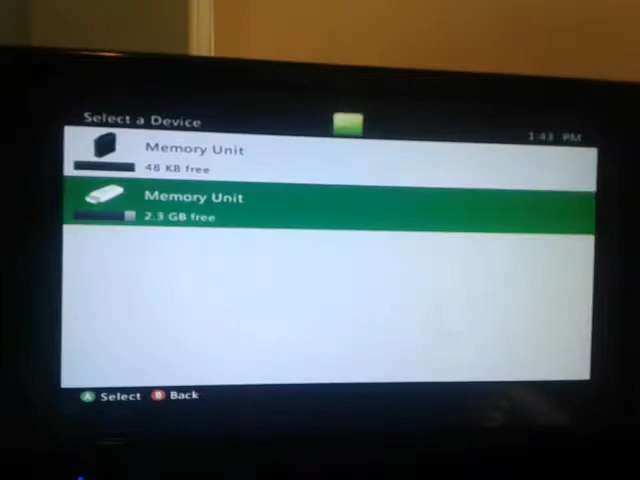 Select a Device
1:43 PM
Memory Unit
48 KB free
Memory Unit
2.3 GB free
A Select B Back